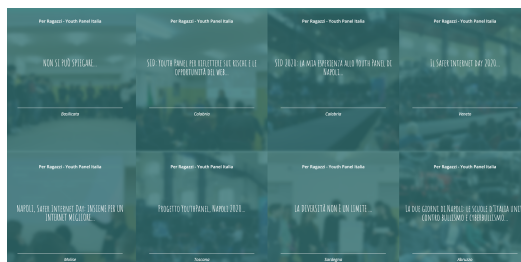 Per Ragazzi - Youth Panel Italia
NON SE PUÒ SPIEGARE...
Basilicata
Per Ragazzi - Youth Panel Italia
SID: YOUTH PANEL PER RIFLETTERE SUI RISCHI E LE
OPPORTUNITÀ DEL WEB...
Calabria
Per Ragazzi - Youth Panel Italia
SID 2020: LA MIA ESPERIENZA ALLO YOUTH PANEL DI
NAPOLI...
Calabria
Per Ragazzi - Youth Panel Italia
IL SAFER INTERNET DAY 2020...
Veneto
Per Ragazzi - Youth Panel Italia
NAPOLI, SAFER INTERNET DAY: INSIEME PER UN
INTERNET MIGLIORE...
Molise
Per Ragazzi - Youth Panel Italia
PROGETTO YOUTHPANEL, NAPOLI 2020...
Toscana
Per Ragazzi - Youth Panel Italia
LA DIVERSITÀ NON È UN LIMITE...
Sardegna
Per Ragazzi - Youth Panel Italia
LA DUE GIORNI DI NAPOLI: LE SCUOLE D'ITALIA UNI
CONTRO BULLISMO E CYBERBULLISMO...
Abruzzo